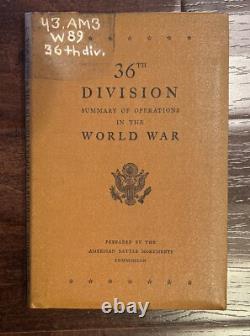 43.AM3
W89
36th div.
36TH
DIVISION
SUMMARY OF OPERATIONS
IN THE
WORLD WAR
PREPARED BY THE
AMERICAN BATTLE MONUMENTS
COMMISSION
ebay